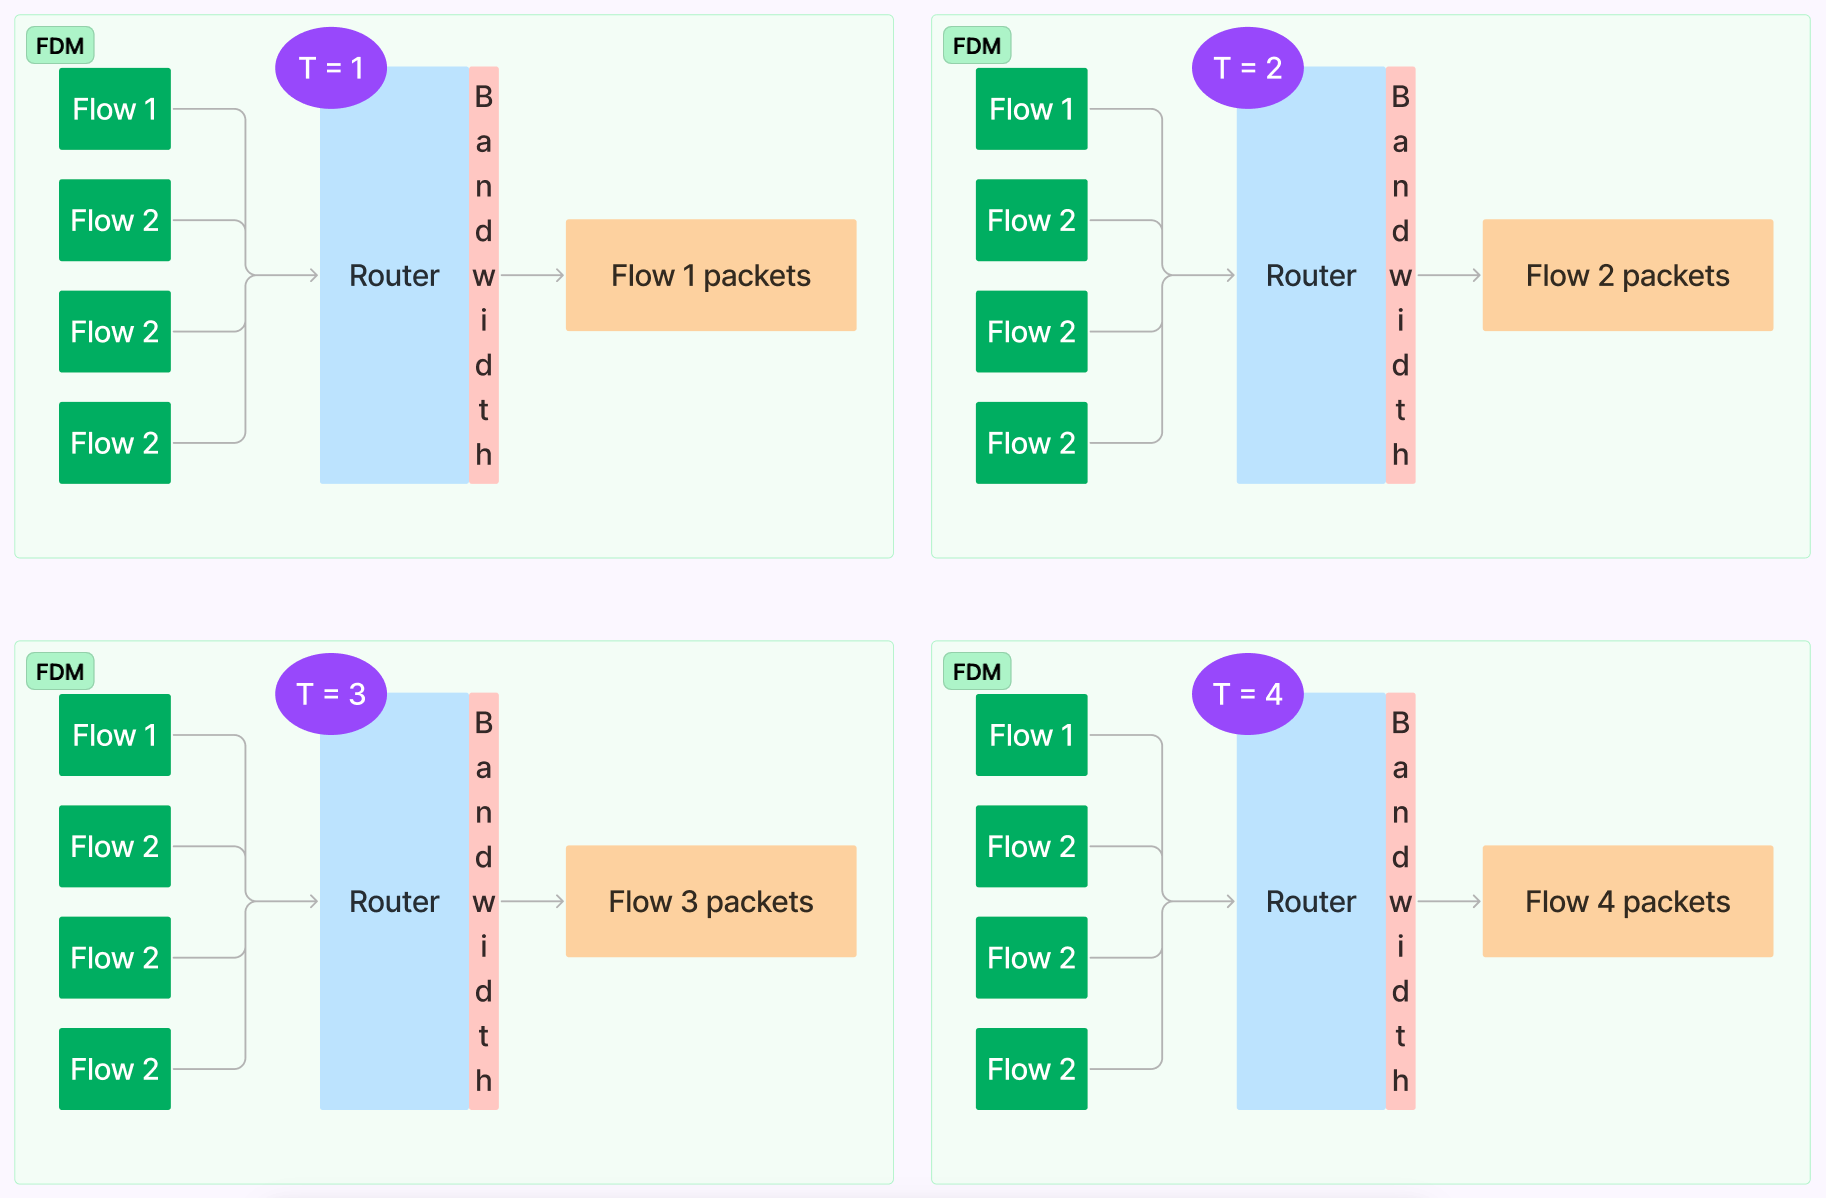 FDM
T = 1
Flow 1
Flow 2
Flow 2
Flow 2
Router
Bandwidth
Flow 1 packets
FDM
T = 2
Flow 1
Flow 2
Flow 2
Flow 2
Router
Bandwidth
Flow 2 packets
FDM
T = 3
Flow 1
Flow 2
Flow 2
Flow 2
Router
Bandwidth
Flow 3 packets
FDM
T = 4
Flow 1
Flow 2
Flow 2
Flow 2
Router
Bandwidth
Flow 4 packets